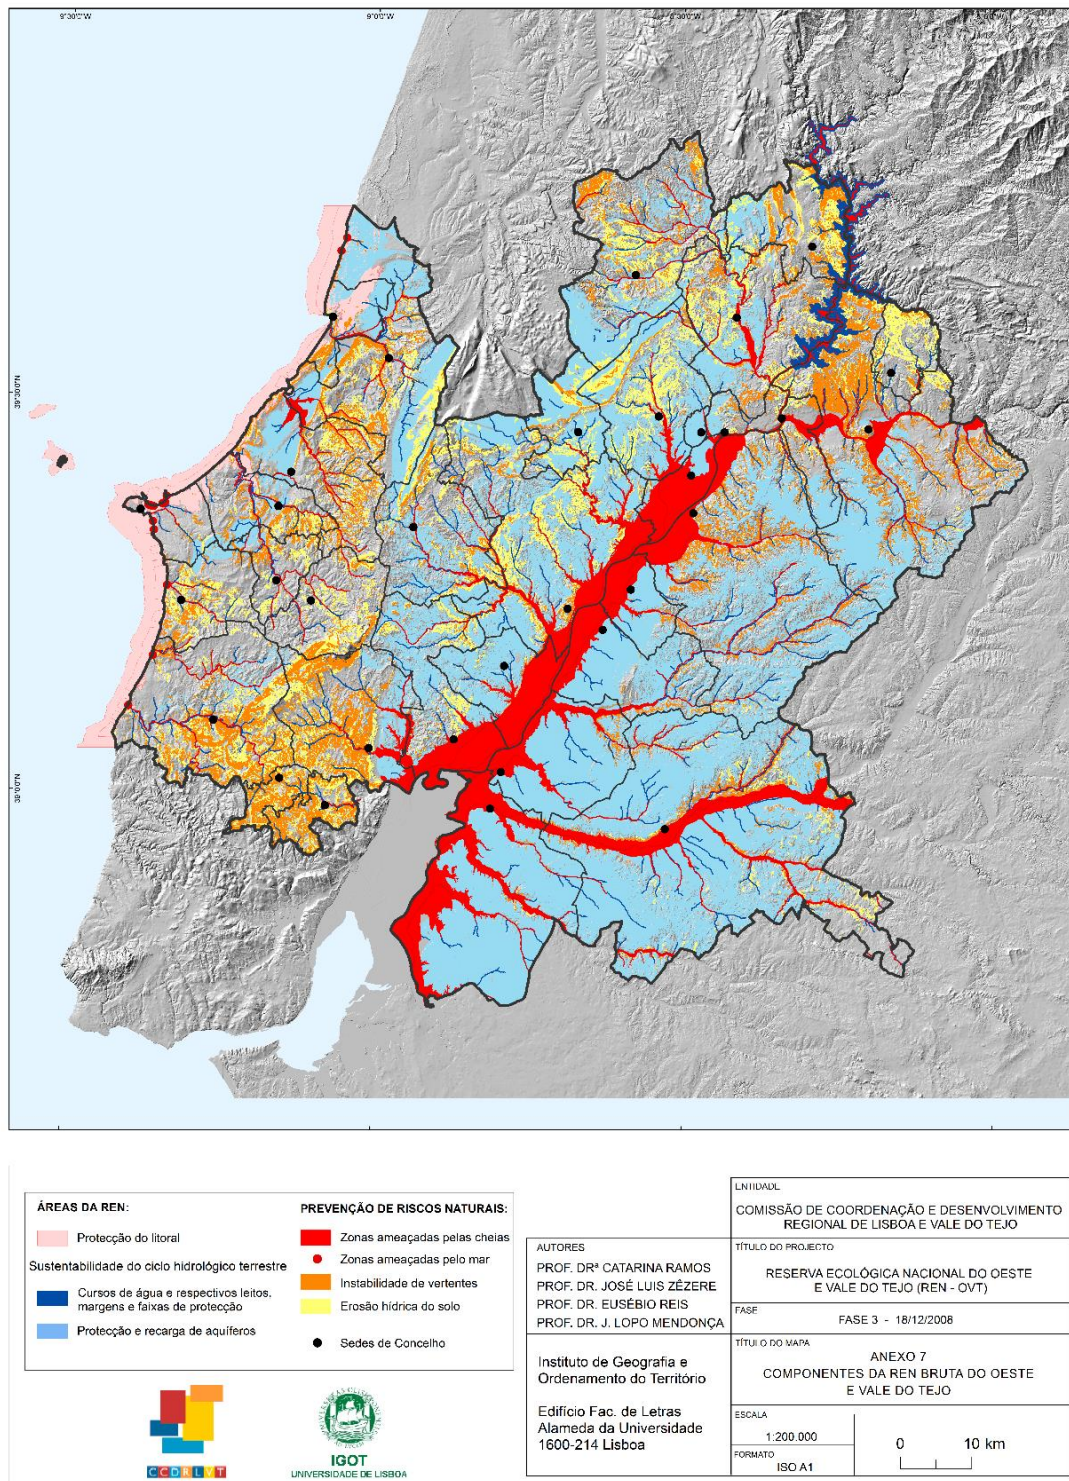 9°30'0"W
9°0'0"W
39°30'0"N
39°0'0"N
ÁREAS DA REN:
Protecção do litoral
Sustentabilidade do ciclo hidrológico terrestre
Cursos de água e respectivos leitos,
margens e faixas de protecção
Protecção e recarga de aquíferos
PREVENÇÃO DE RISCOS NATURAIS:
Zonas ameaçadas pelas cheias
Zonas ameaçadas pelo mar
Instabilidade de vertentes
Erosão hídrica do solo
Sedes de Concelho
CCDRLVT
IGOT
UNIVERSIDADE DE LISBOA
AUTORES
PROF. DRª CATARINA RAMOS
PROF. DR. JOSÉ LUIS ZÊZERE
PROF. DR. EUSÉBIO REIS
PROF. DR. J. LOPO MENDONÇA
Instituto de Geografia e
Ordenamento do Território
Edifício Fac. de Letras
Alameda da Universidade
1600-214 Lisboa
ENTIDADE
COMISSÃO DE COORDENAÇÃO E DESENVOLVIMENTO
REGIONAL DE LISBOA E VALE DO TEJO
TÍTULO DO PROJECTO
RESERVA ECOLÓGICA NACIONAL DO OESTE
E VALE DO TEJO (REN - OVT)
FASE
FASE 3 - 18/12/2008
TÍTULO DO MAPA
ANEXO 7
COMPONENTES DA REN BRUTA DO OESTE
E VALE DO TEJO
ESCALA
1:200.000
FORMATO
ISO A1
0 10 km